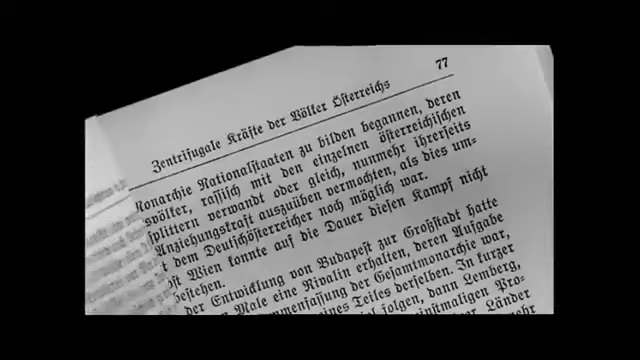 77
Zentrifugale Kräfte der Völker Österreichs
Nationalstaaten zu bilden begannen, deren
rassisch mit den einzelnen österreichischen
splittern verwandt oder gleich, nunmehr ihrerseits
Anziehungskraft auszuüben vermochten, als dies um-
dem Deutschösterreicher noch möglich war.
Wien konnte auf die Dauer diesen Kampf nicht
bestehen.
der Entwicklung von Budapest zur Großstadt hatte
Male eine Rivalin erhalten, deren Aufgabe
der Gesamtmonarchie war,
eines Teiles derselben. In kurzer
folgen, dann Lemberg,
einstmaligen Pro-
Länder